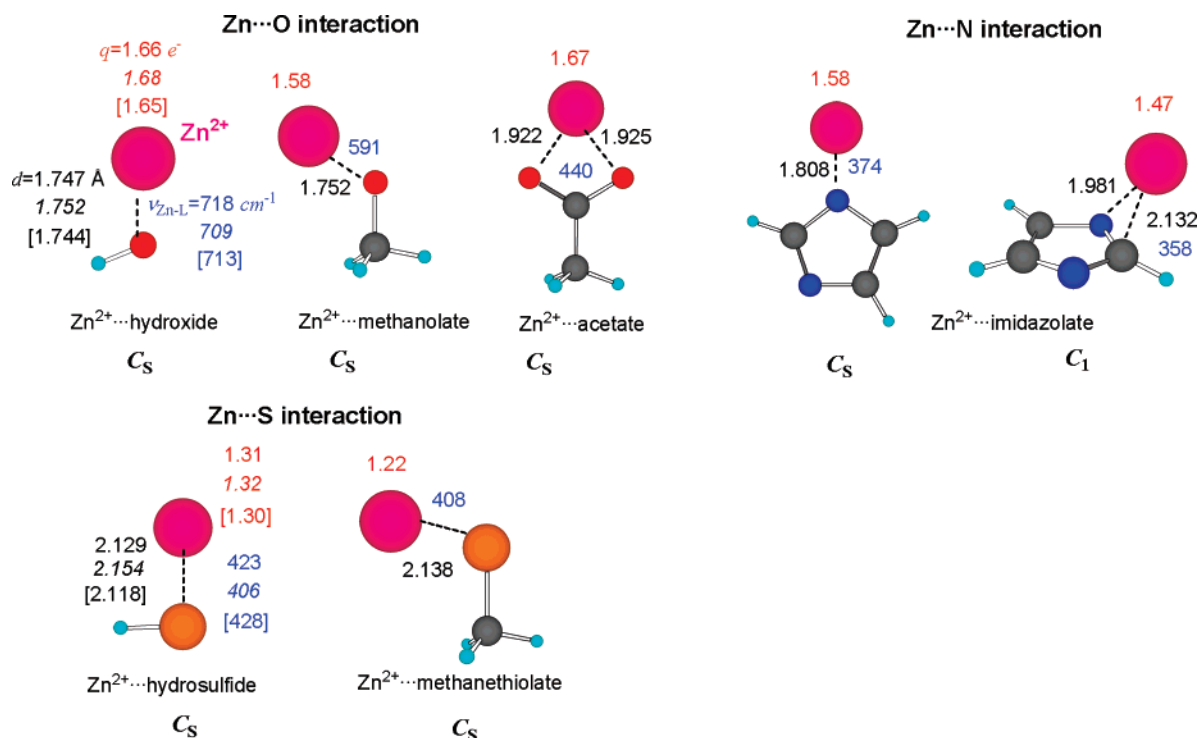 Zn···O interaction
q=1.66 e⁻
1.68
[1.65]
Zn²⁺
d=1.747 Å
1.752
[1.744]
νZn-L=718 cm⁻¹
709
[713]
Zn²⁺···hydroxide
Cs
1.58
591
1.752
Zn²⁺···methanolate
Cs
1.67
1.922
1.925
440
Zn²⁺···acetate
Cs
Zn···N interaction
1.58
1.808
374
Cs
1.47
1.981
2.132
358
Zn²⁺···imidazolate
C₁
Zn···S interaction
1.31
1.32
[1.30]
2.129
2.154
[2.118]
423
406
[428]
Zn²⁺···hydrosulfide
Cs
1.22
408
2.138
Zn²⁺···methanethiolate
Cs